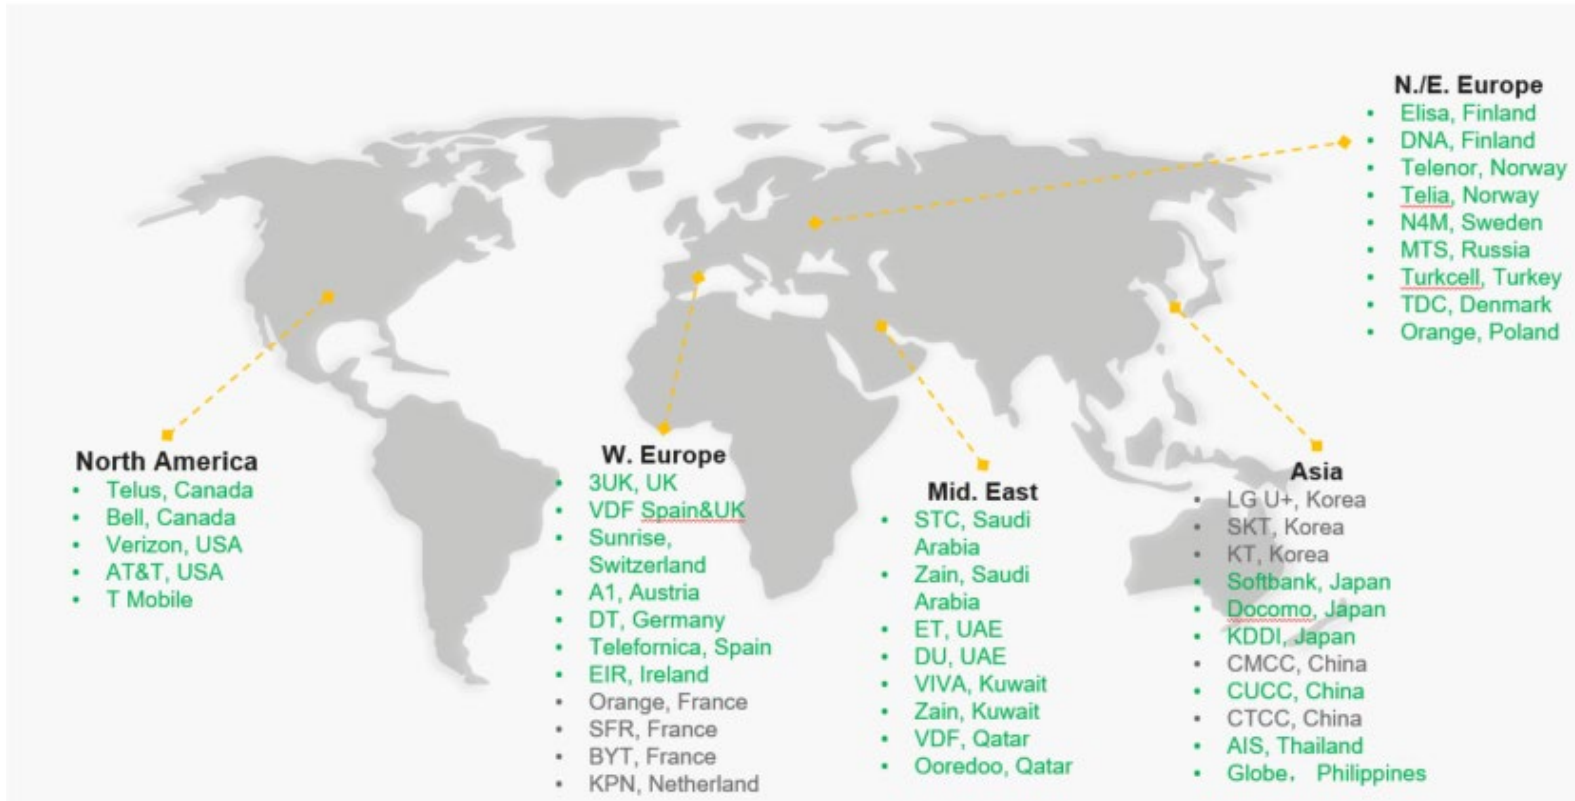 N./E. Europe
• Elisa, Finland
• DNA, Finland
• Telenor, Norway
• Telia, Norway
• N4M, Sweden
• MTS, Russia
• Turkcell, Turkey
• TDC, Denmark
• Orange, Poland
North America
• Telus, Canada
• Bell, Canada
• Verizon, USA
• AT&T, USA
• T Mobile
W. Europe
• 3UK, UK
• VDF Spain&UK
• Sunrise,
Switzerland
• A1, Austria
• DT, Germany
• Telefornica, Spain
• EIR, Ireland
• Orange, France
• SFR, France
• BYT, France
• KPN, Netherland
Mid. East
• STC, Saudi
Arabia
• Zain, Saudi
Arabia
• ET, UAE
• DU, UAE
• VIVA, Kuwait
• Zain, Kuwait
• VDF, Qatar
• Ooredoo, Qatar
Asia
• LG U+, Korea
• SKT, Korea
• KT, Korea
• Softbank, Japan
• Docomo, Japan
• KDDI, Japan
• CMCC, China
• CUCC, China
• CTCC, China
• AIS, Thailand
• Globe， Philippines